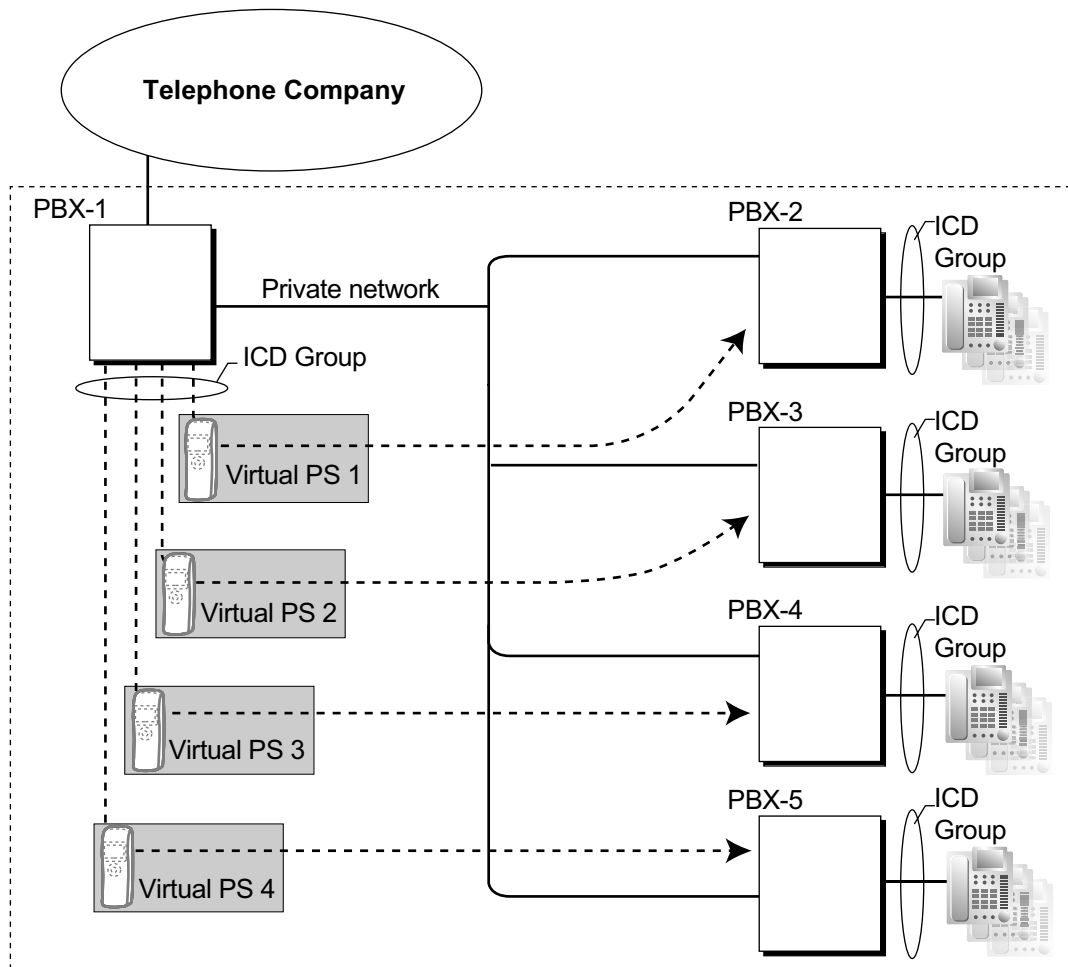 Telephone Company
PBX-1
PBX-2
ICD
Group
Private network
ICD Group
Virtual PS 1
PBX-3
ICD
Group
Virtual PS 2
PBX-4
ICD
Group
Virtual PS 3
PBX-5
ICD
Group
Virtual PS 4